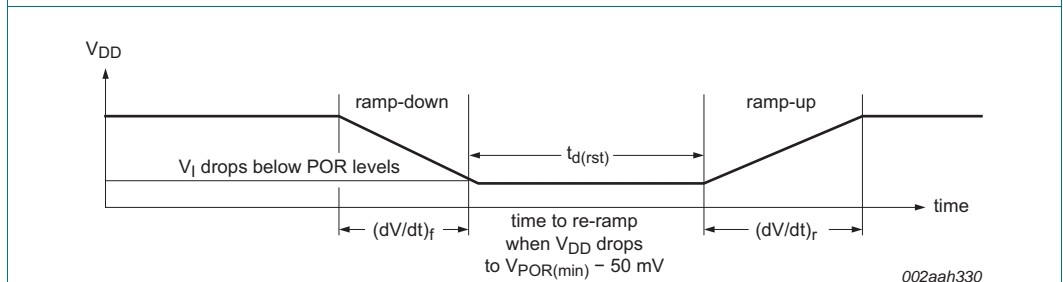 VDD
ramp-down
ramp-up
td(rst)
VI drops below POR levels
time
(dV/dt)f
time to re-ramp
when VDD drops
to VPOR(min) − 50 mV
(dV/dt)r
002aah330